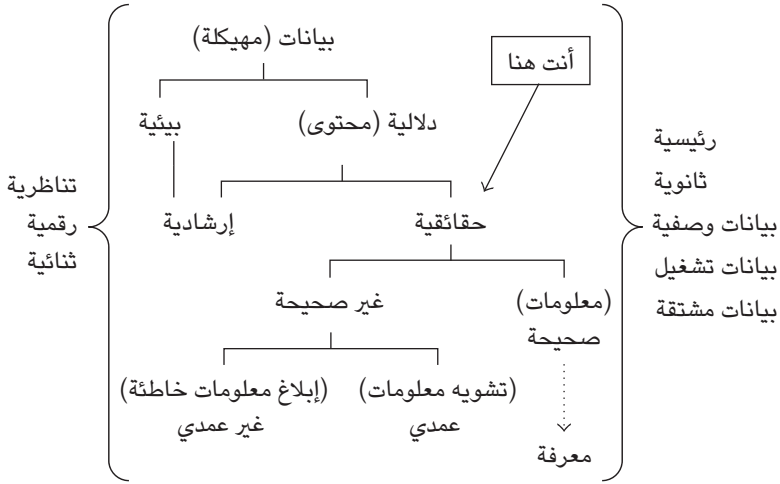 بيانات (مهيكلة)
أنت هنا
دلالية (محتوى)
بيئية
حقائقية
إرشادية
(معلومات)
صحيحة
غير صحيحة
(تشويه معلومات)
عمدي
(إبلاغ معلومات خاطئة)
غير عمدي
معرفة
رئيسية
ثانوية
بيانات وصفية
بيانات تشغيل
بيانات مشتقة
تناظرية
رقمية
ثنائية